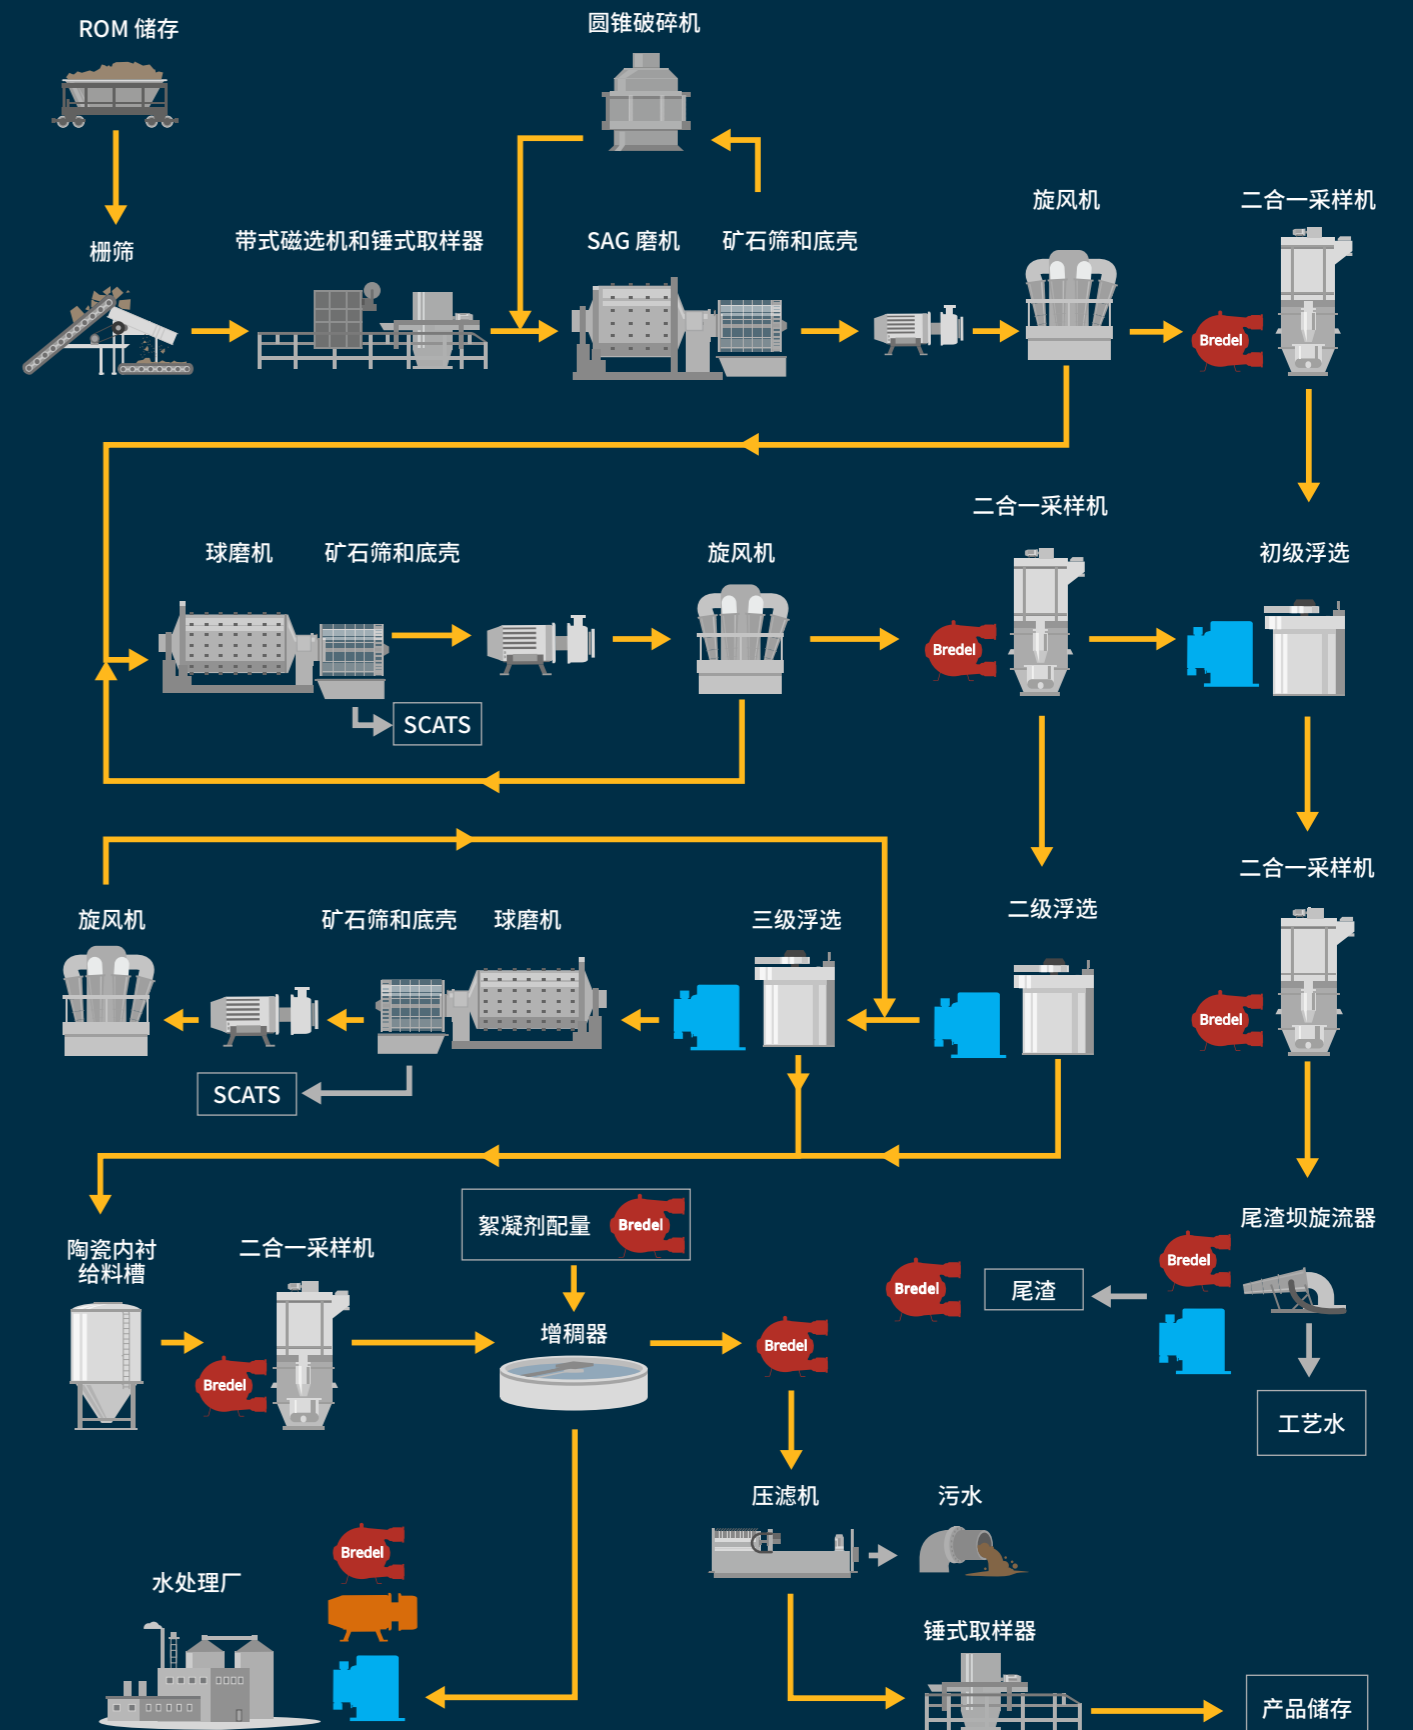 ROM 储存
圆锥破碎机
旋风机
二合一采样机
栅筛
带式磁选机和锤式取样器
SAG 磨机
矿石筛和底壳
Bredel
二合一采样机
球磨机
矿石筛和底壳
旋风机
初级浮选
Bredel
SCATS
二合一采样机
旋风机
矿石筛和底壳
球磨机
三级浮选
二级浮选
Bredel
SCATS
絮凝剂配量
Bredel
尾渣坝旋流器
陶瓷内衬
给料槽
二合一采样机
Bredel
Bredel
尾渣
增稠器
Bredel
Bredel
工艺水
压滤机
污水
Bredel
水处理厂
锤式取样器
产品储存